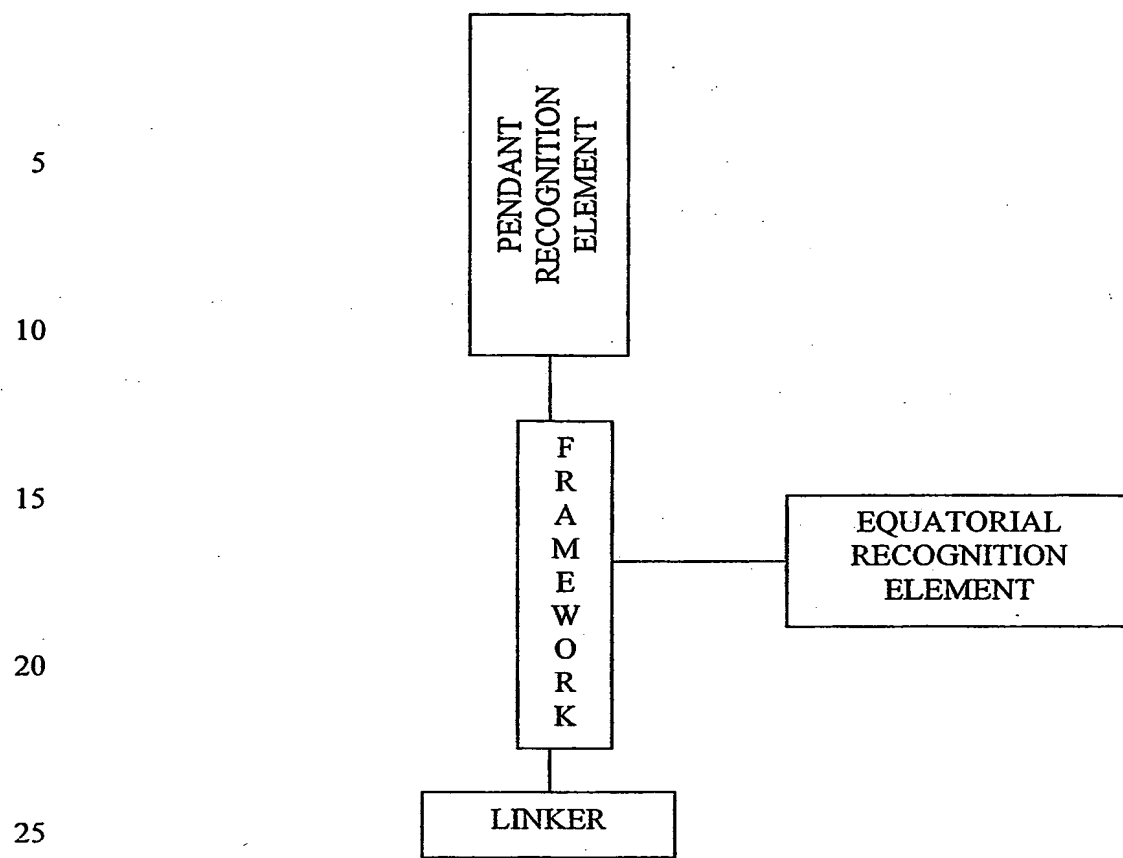 PENDANT
RECOGNITION
ELEMENT
5
10
F
R
A
M
E
W
O
R
K
15
EQUATORIAL
RECOGNITION
ELEMENT
20
LINKER
25